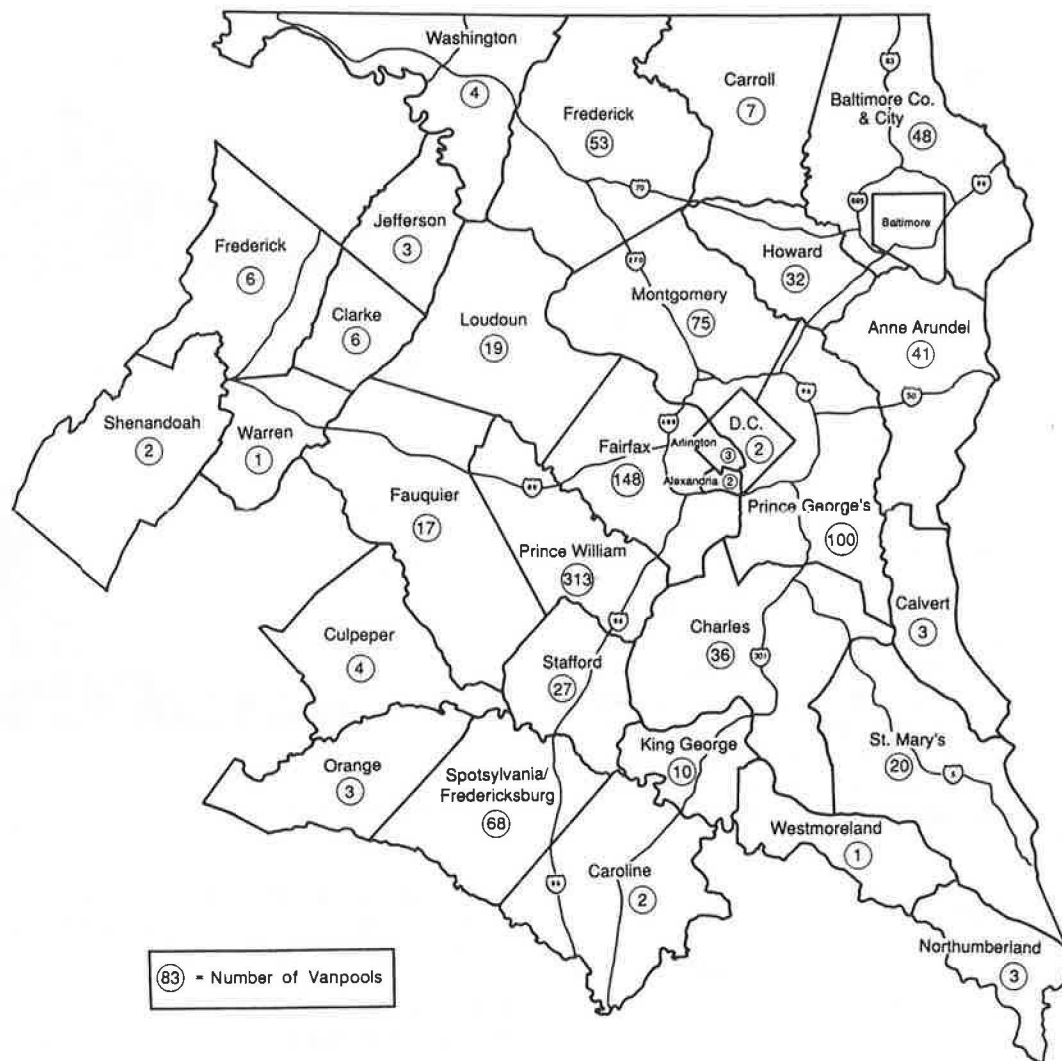 Washington
4
Frederick
53
Carroll
7
83
Baltimore Co.
& City
48
Jefferson
3
70
695
95
Baltimore
Frederick
6
Howard
32
270
Clarke
6
Loudoun
19
Montgomery
75
Anne Arundel
41
Shenandoah
2
Warren
1
95
50
D.C.
2
495
Arlington
3
Fairfax
148
Alexandria
2
66
Fauquier
17
Prince George's
100
Prince William
313
95
Calvert
3
Culpeper
4
Stafford
27
Charles
36
301
St. Mary's
20
5
Orange
3
King George
10
Spotsylvania/
Fredericksburg
68
Westmoreland
1
Caroline
2
95
Northumberland
3
83 = Number of Vanpools